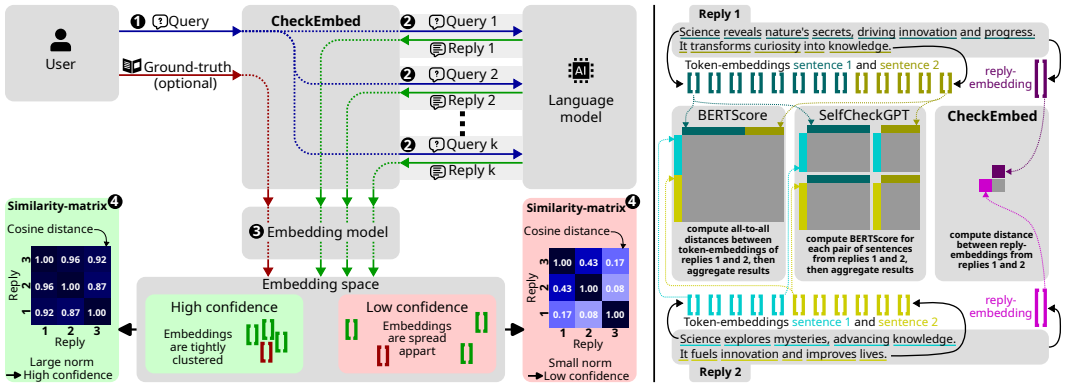 User
1 Query
Ground-truth
(optional)
CheckEmbed
2 Query 1
Reply 1
2 Query 2
Reply 2
2 Query k
Reply k
AI
Language
model
3 Embedding model
Similarity-matrix 4
Cosine distance
Reply
3 2 1
1.00 0.96 0.92
0.96 1.00 0.87
0.92 0.87 1.00
1 2 3
Reply
Large norm
High confidence
Embedding space
High confidence
Embeddings
are tightly
clustered
Low confidence
Embeddings
are spread
appart
Similarity-matrix 4
Cosine distance
Reply
3 2 1
1.00 0.43 0.17
0.43 1.00 0.08
0.17 0.08 1.00
1 2 3
Reply
Small norm
Low confidence
Reply 1
Science reveals nature's secrets, driving innovation and progress.
It transforms curiosity into knowledge.
Token-embeddings sentence 1 and sentence 2
reply-
embedding
BERTScore
compute all-to-all
distances between
token-embeddings of
replies 1 and 2, then
aggregate results
SelfCheckGPT
compute BERTScore for
each pair of sentences
from replies 1 and 2,
then aggregate results
CheckEmbed
compute distance
between reply-
embeddings from
replies 1 and 2
reply-
embedding
Token-embeddings sentence 1 and sentence 2
Science explores mysteries, advancing knowledge.
It fuels innovation and improves lives.
Reply 2